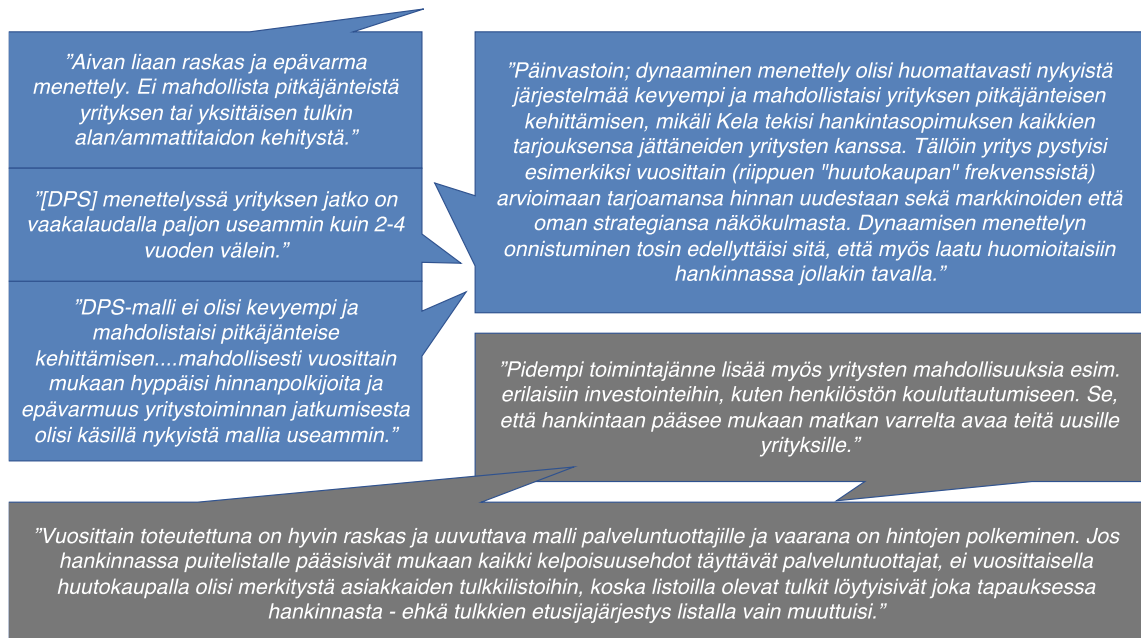 ”Aivan liaan raskas ja epävarma
menettely. Ei mahdollista pitkäjänteistä
yrityksen tai yksittäisen tulkin
alan/ammattitaidon kehitystä.”
”[DPS] menettelyssä yrityksen jatko on
vaakalaudalla paljon useammin kuin 2-4
vuoden välein.”
”DPS-malli ei olisi kevyempi ja
mahdolistaisi pitkäjänteise
kehittämisen....mahdollisesti vuosittain
mukaan hyppäisi hinnanpolkijoita ja
epävarmuus yritystoiminnan jatkumisesta
olisi käsillä nykyistä mallia useammin.”
”Päinvastoin; dynaaminen menettely olisi huomattavasti nykyistä
järjestelmää kevyempi ja mahdollistaisi yrityksen pitkäjänteisen
kehittämisen, mikäli Kela tekisi hankintasopimuksen kaikkien
tarjouksensa jättäneiden yritysten kanssa. Tällöin yritys pystyisi
esimerkiksi vuosittain (riippuen "huutokaupan" frekvenssistä)
arvioimaan tarjoamansa hinnan uudestaan sekä markkinoiden että
oman strategiansa näkökulmasta. Dynaamisen menettelyn
onnistuminen tosin edellyttäisi sitä, että myös laatu huomioitaisiin
hankinnassa jollakin tavalla.”
”Pidempi toimintajänne lisää myös yritysten mahdollisuuksia esim.
erilaisiin investointeihin, kuten henkilöstön kouluttautumiseen. Se,
että hankintaan pääsee mukaan matkan varrelta avaa teitä uusille
yrityksille.”
”Vuosittain toteutettuna on hyvin raskas ja uuvuttava malli palveluntuottajille ja vaarana on hintojen polkeminen. Jos
hankinnassa puitelistalle pääsisivät mukaan kaikki kelpoisuusehdot täyttävät palveluntuottajat, ei vuosittaisella
huutokaupalla olisi merkitystä asiakkaiden tulkkilistoihin, koska listoilla olevat tulkit löytyisivät joka tapauksessa
hankinnasta - ehkä tulkkien etusijajärjestys listalla vain muuttuisi.”